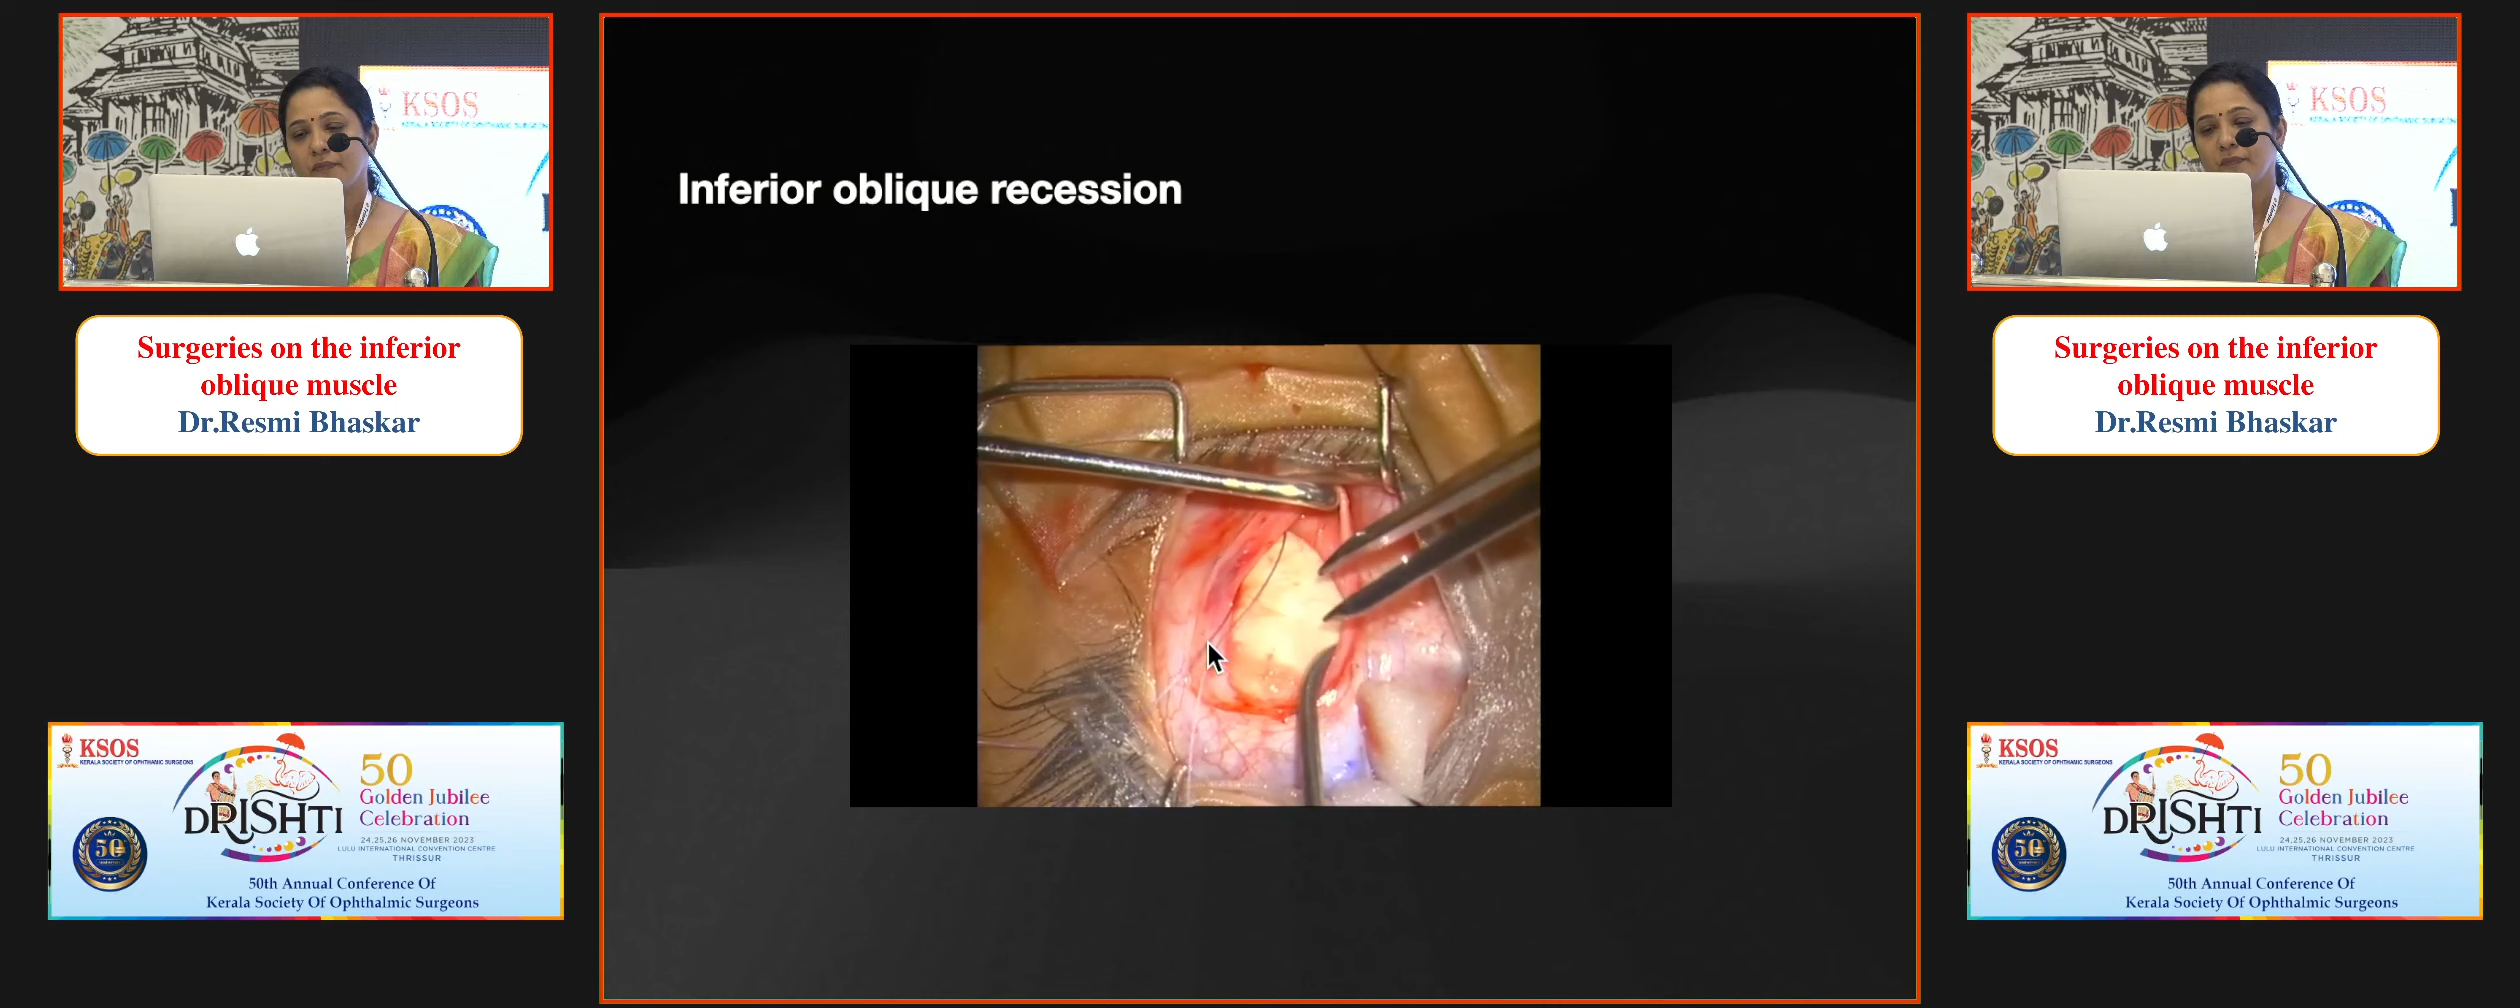 KSOS
Surgeries on the inferior
oblique muscle
Dr.Resmi Bhaskar
KSOS
KERALA SOCIETY OF OPHTHALMIC SURGEONS
DRISHTI
50
Golden Jubilee
Celebration
24,25,26 NOVEMBER 2023
LULU INTERNATIONAL CONVENTION CENTRE
THRISSUR
50
50th Annual Conference Of
Kerala Society Of Ophthalmic Surgeons
Inferior oblique recession
KSOS
Surgeries on the inferior
oblique muscle
Dr.Resmi Bhaskar
KSOS
KERALA SOCIETY OF OPHTHALMIC SURGEONS
DRISHTI
50
Golden Jubilee
Celebration
24,25,26 NOVEMBER 2023
LULU INTERNATIONAL CONVENTION CENTRE
THRISSUR
50
50th Annual Conference Of
Kerala Society Of Ophthalmic Surgeons